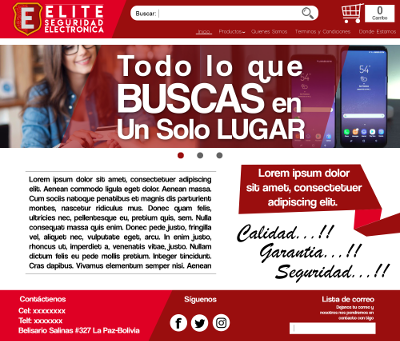 E ELITE
SEGURIDAD
ELECTRONICA
Buscar:
0
Carrito
Inicio Productos Quienes Somos Terminos y Condiciones Donde Estamos
Todo lo que
BUSCAS en
Un Solo LUGAR
Lorem ipsum dolor sit amet, consectetuer adipiscing
elit. Aenean commodo ligula eget dolor. Aenean massa.
Cum sociis natoque penatibus et magnis dis parturient
montes, nascetur ridiculus mus. Donec quam felis,
ultricies nec, pellentesque eu, pretium quis, sem. Nulla
consequat massa quis enim. Donec pede justo, fringilla
vel, aliquet nec, vulputate eget, arcu. In enim justo,
rhoncus ut, imperdiet a, venenatis vitae, justo. Nullam
dictum felis eu pede mollis pretium. Integer tincidunt.
Cras dapibus. Vivamus elementum semper nisi. Aenean
Lorem ipsum dolor
sit amet, consectetuer
adipiscing elit.
Calidad...!!
Garantia...!!
Seguridad...!!
Contáctenos
Cel: xxxxxxxx
Telf: xxxxxxx
Belisario Salinas #327 La Paz-Bolivia
Siguenos
Lista de correo
Dejanos tu correo y
nosotros nos pondremos en
contacto con tigo